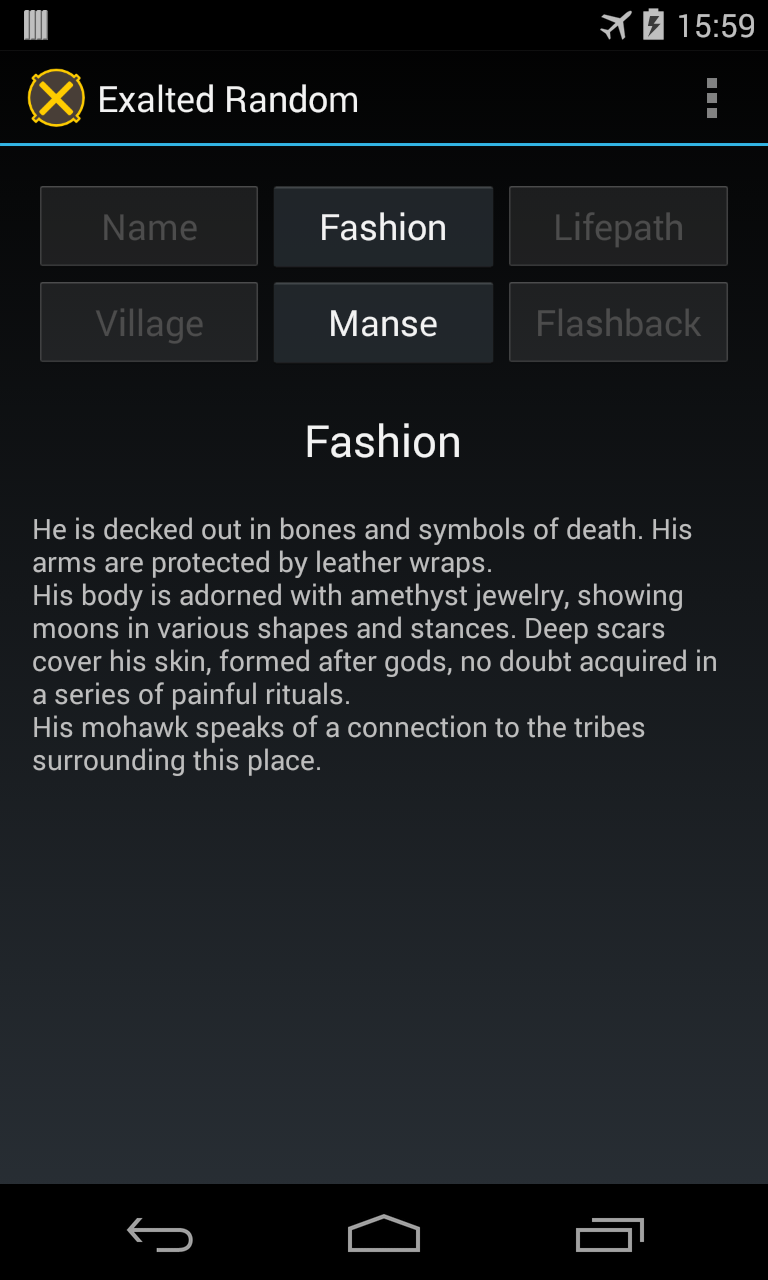 15:59
Exalted Random
Name Fashion Lifepath
Village Manse Flashback
Fashion
He is decked out in bones and symbols of death. His
arms are protected by leather wraps.
His body is adorned with amethyst jewelry, showing
moons in various shapes and stances. Deep scars
cover his skin, formed after gods, no doubt acquired in
a series of painful rituals.
His mohawk speaks of a connection to the tribes
surrounding this place.